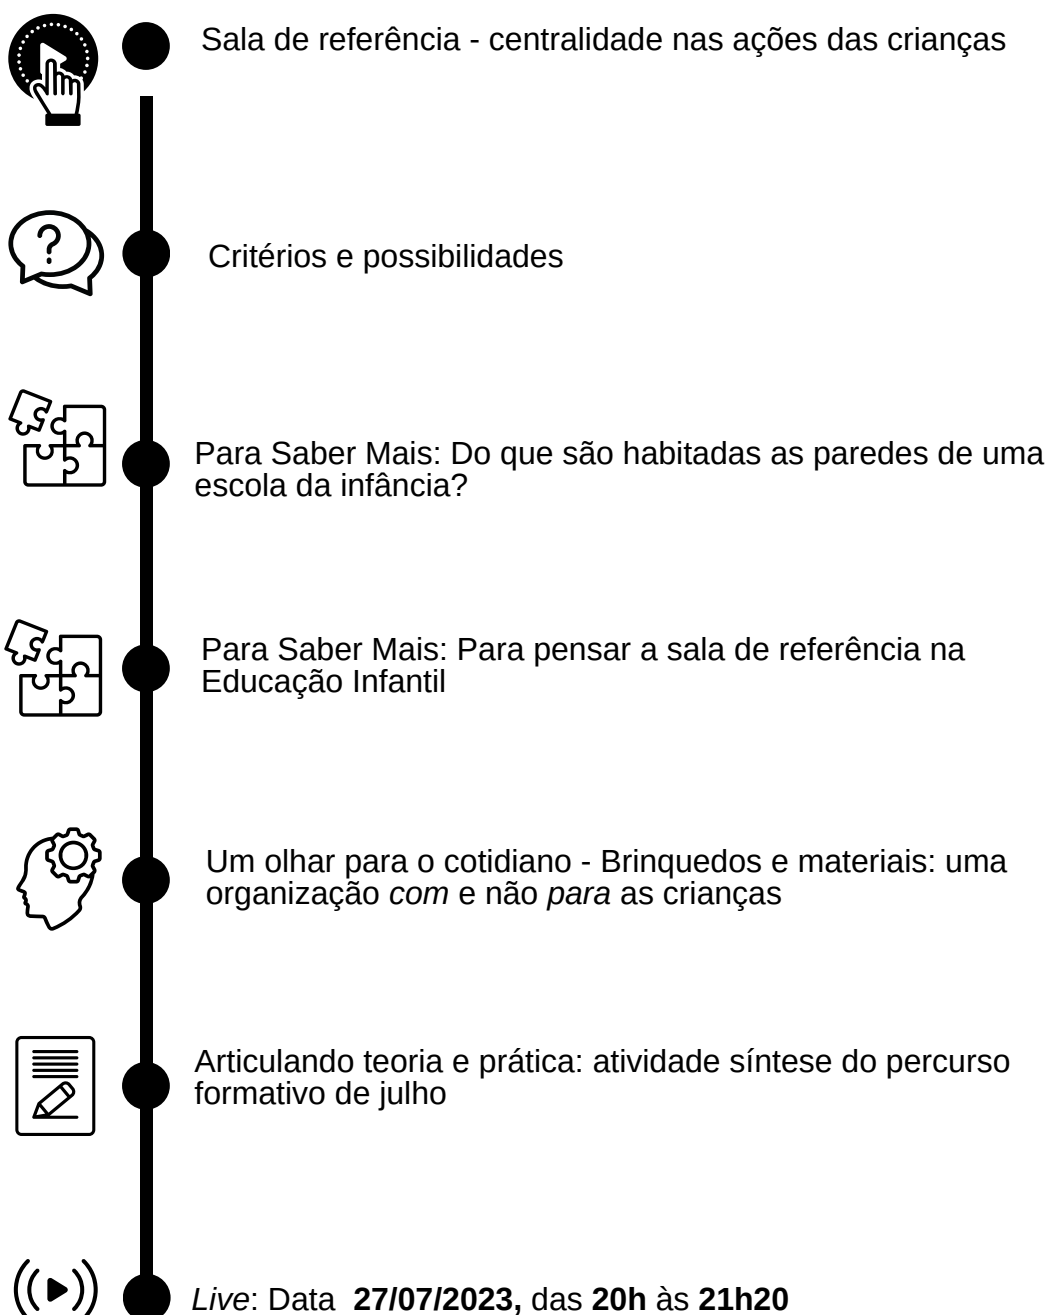 Sala de referência - centralidade nas ações das crianças
?
Critérios e possibilidades
Para Saber Mais: Do que são habitadas as paredes de uma
escola da infância?
Para Saber Mais: Para pensar a sala de referência na
Educação Infantil
Um olhar para o cotidiano - Brinquedos e materiais: uma
organização com e não para as crianças
Articulando teoria e prática: atividade síntese do percurso
formativo de julho
Live: Data 27/07/2023, das 20h às 21h20